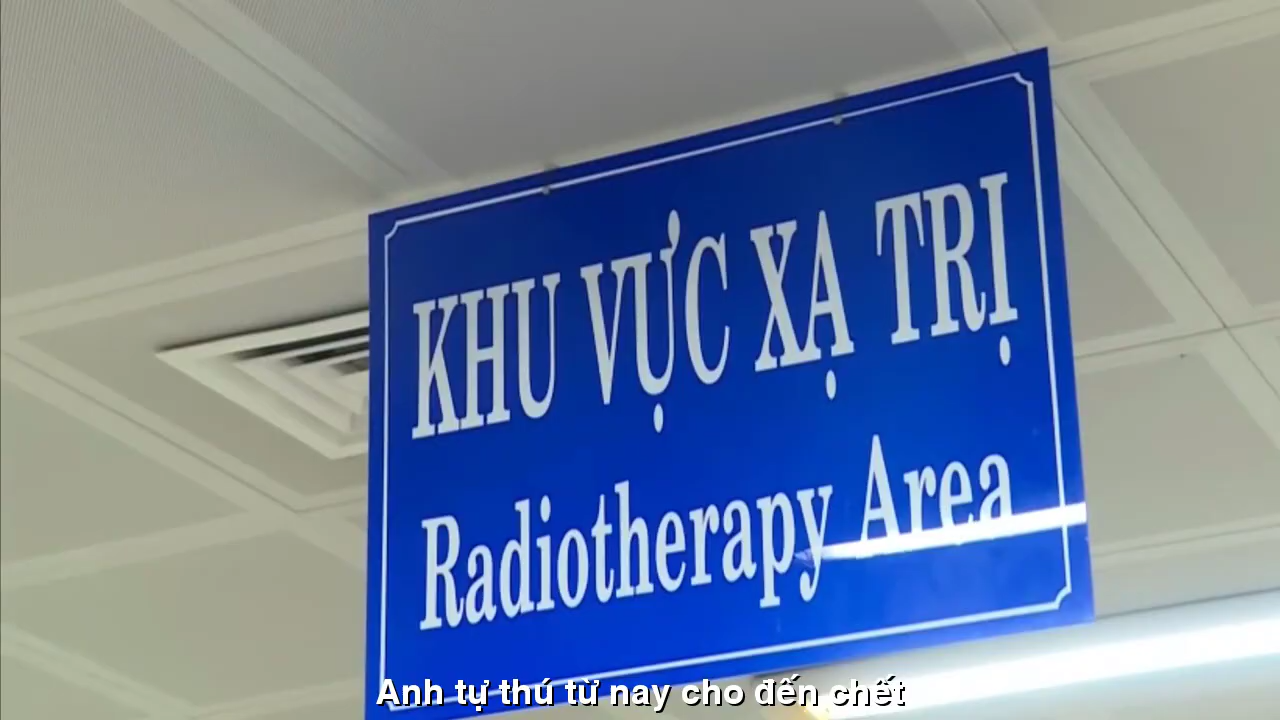 KHU VỰC XẠ TRỊ
Radiotherapy Area
Anh tự thú từ nay cho đến chết